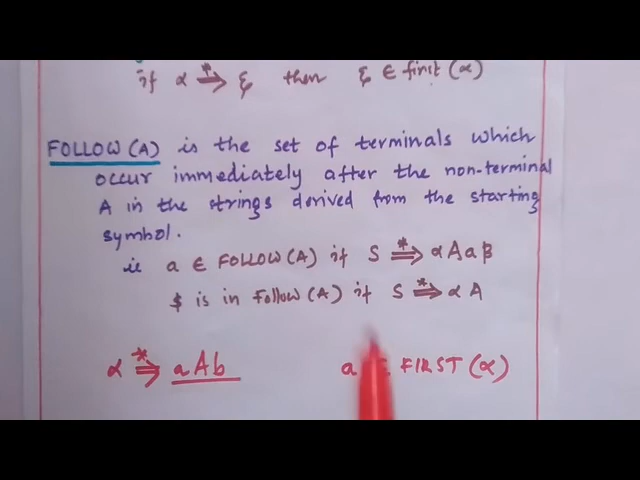 if α ⇒* ξ then ξ ∈ first (α)
FOLLOW (A) is the set of terminals which
occur immediately after the non-terminal
A in the strings derived from the starting
symbol.
ie a ∈ FOLLOW (A) if S ⇒* α A a β
$ is in Follow (A) if S ⇒* α A
α ⇒* aAb
a FIRST (α)